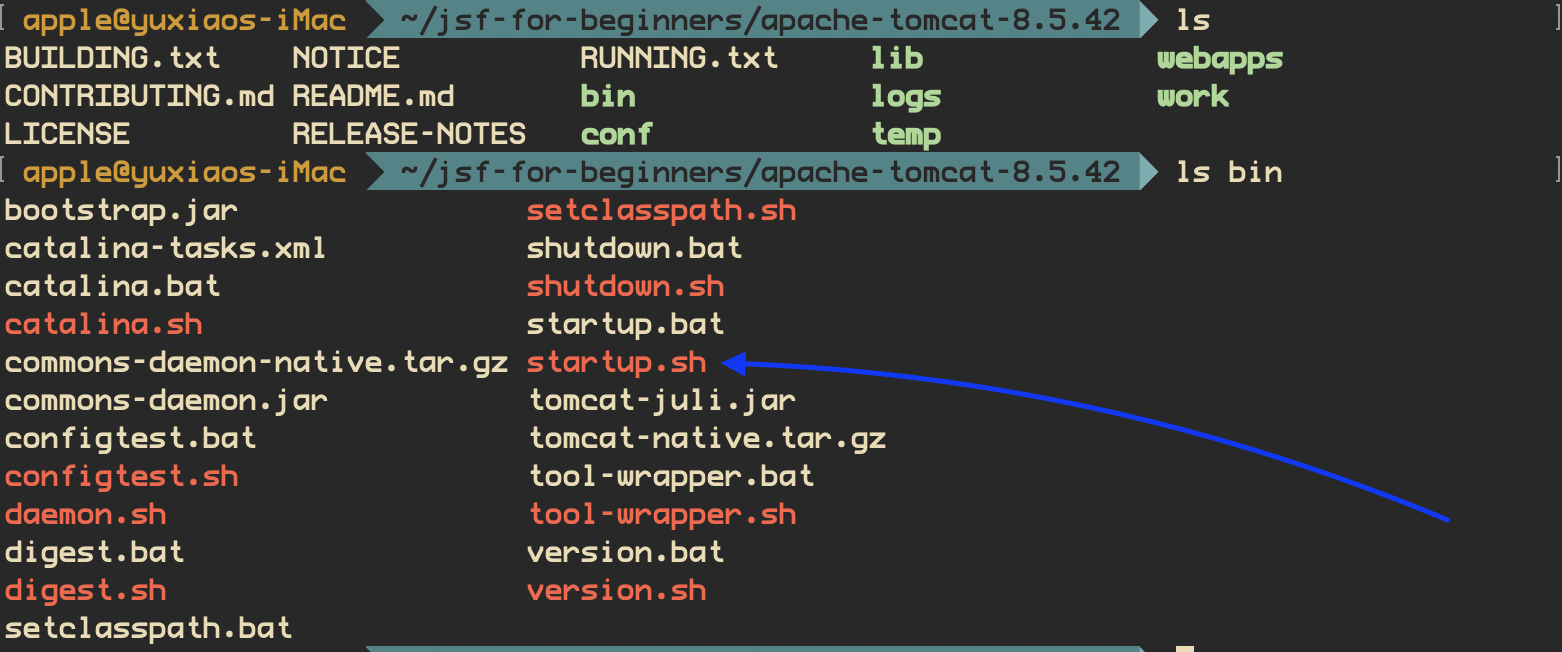 apple@yuxiaos-iMac ~/jsf-for-beginners/apache-tomcat-8.5.42 ls
BUILDING.txt NOTICE RUNNING.txt lib webapps
CONTRIBUTING.md README.md bin logs work
LICENSE RELEASE-NOTES conf temp
apple@yuxiaos-iMac ~/jsf-for-beginners/apache-tomcat-8.5.42 ls bin
bootstrap.jar setclasspath.sh
catalina-tasks.xml shutdown.bat
catalina.bat shutdown.sh
catalina.sh startup.bat
commons-daemon-native.tar.gz startup.sh
commons-daemon.jar tomcat-juli.jar
configtest.bat tomcat-native.tar.gz
configtest.sh tool-wrapper.bat
daemon.sh tool-wrapper.sh
digest.bat version.bat
digest.sh version.sh
setclasspath.bat